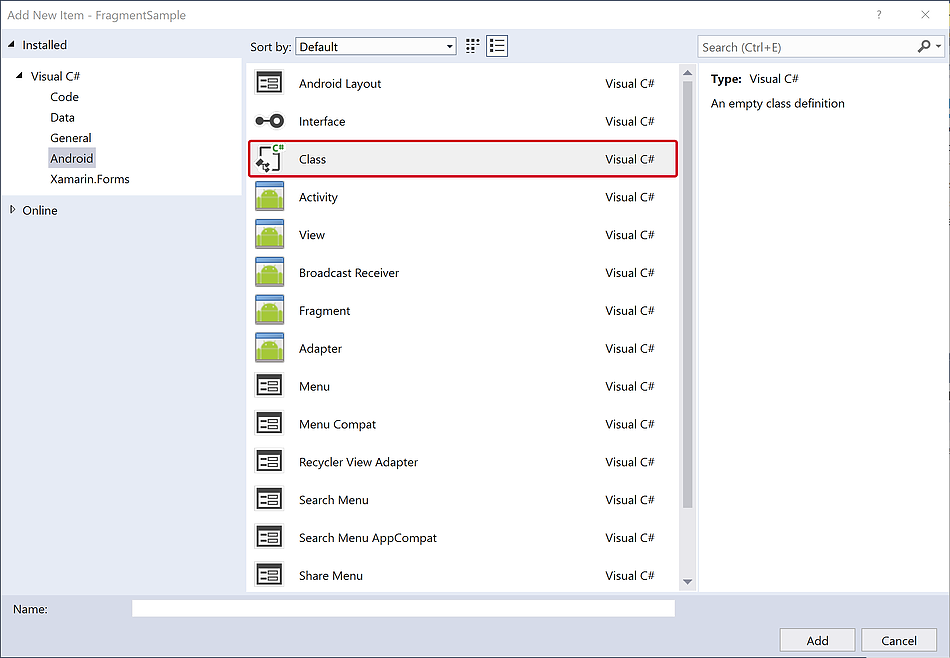 Add New Item - FragmentSample ?
Installed
Sort by: Default
Search (Ctrl+E)
Visual C#
Code
Data
General
Android
Xamarin.Forms
Online
Android Layout Visual C#
Interface Visual C#
C#
Class Visual C#
Activity Visual C#
View Visual C#
Broadcast Receiver Visual C#
Fragment Visual C#
Adapter Visual C#
Menu Visual C#
Menu Compat Visual C#
Recycler View Adapter Visual C#
Search Menu Visual C#
Search Menu AppCompat Visual C#
Share Menu Visual C#
Type: Visual C#
An empty class definition
Name:
Add Cancel